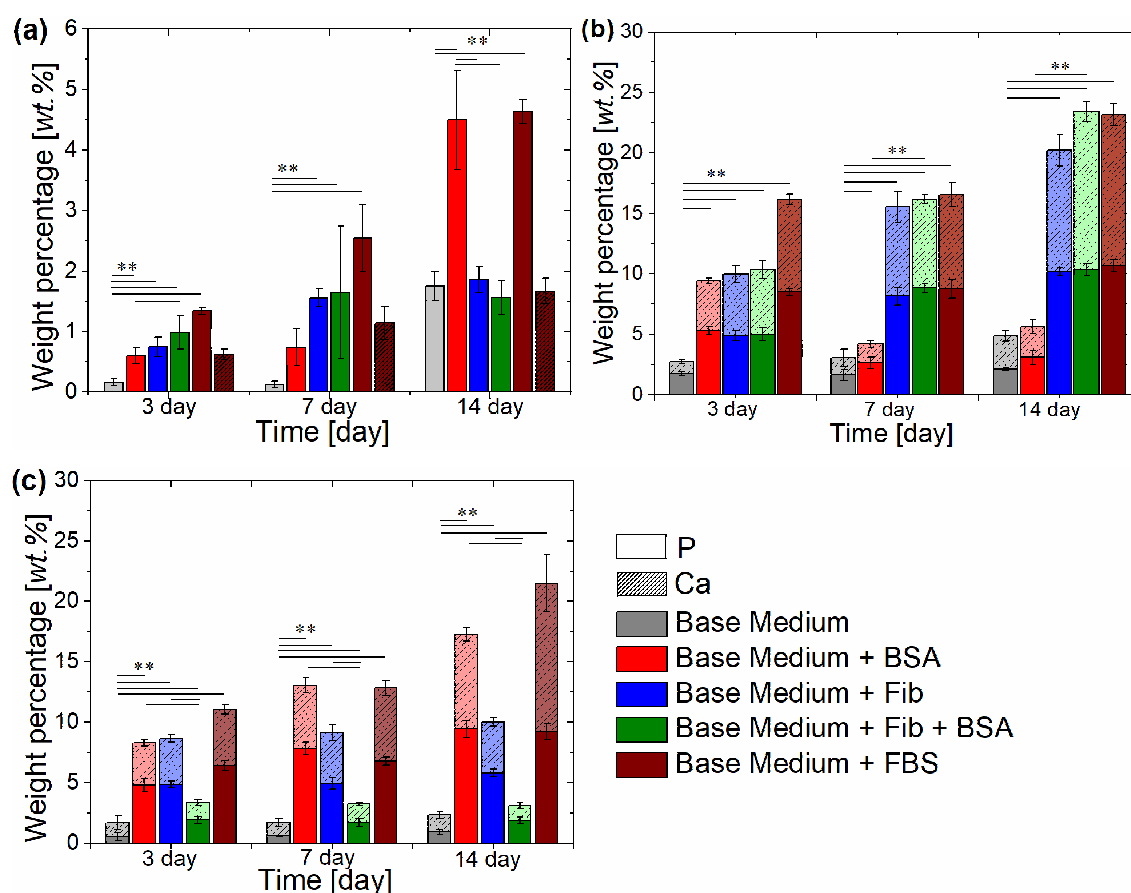 (a)
Weight percentage [wt.%]
6
5
4
3
2
1
0
**
**
**
3 day
7 day
14 day
Time [day]
(b)
Weight percentage [wt.%]
30
25
20
15
10
5
0
**
**
**
3 day
7 day
14 day
Time [day]
(c)
Weight percentage [wt.%]
30
25
20
15
10
5
0
**
**
**
3 day
7 day
14 day
Time [day]
P
Ca
Base Medium
Base Medium + BSA
Base Medium + Fib
Base Medium + Fib + BSA
Base Medium + FBS